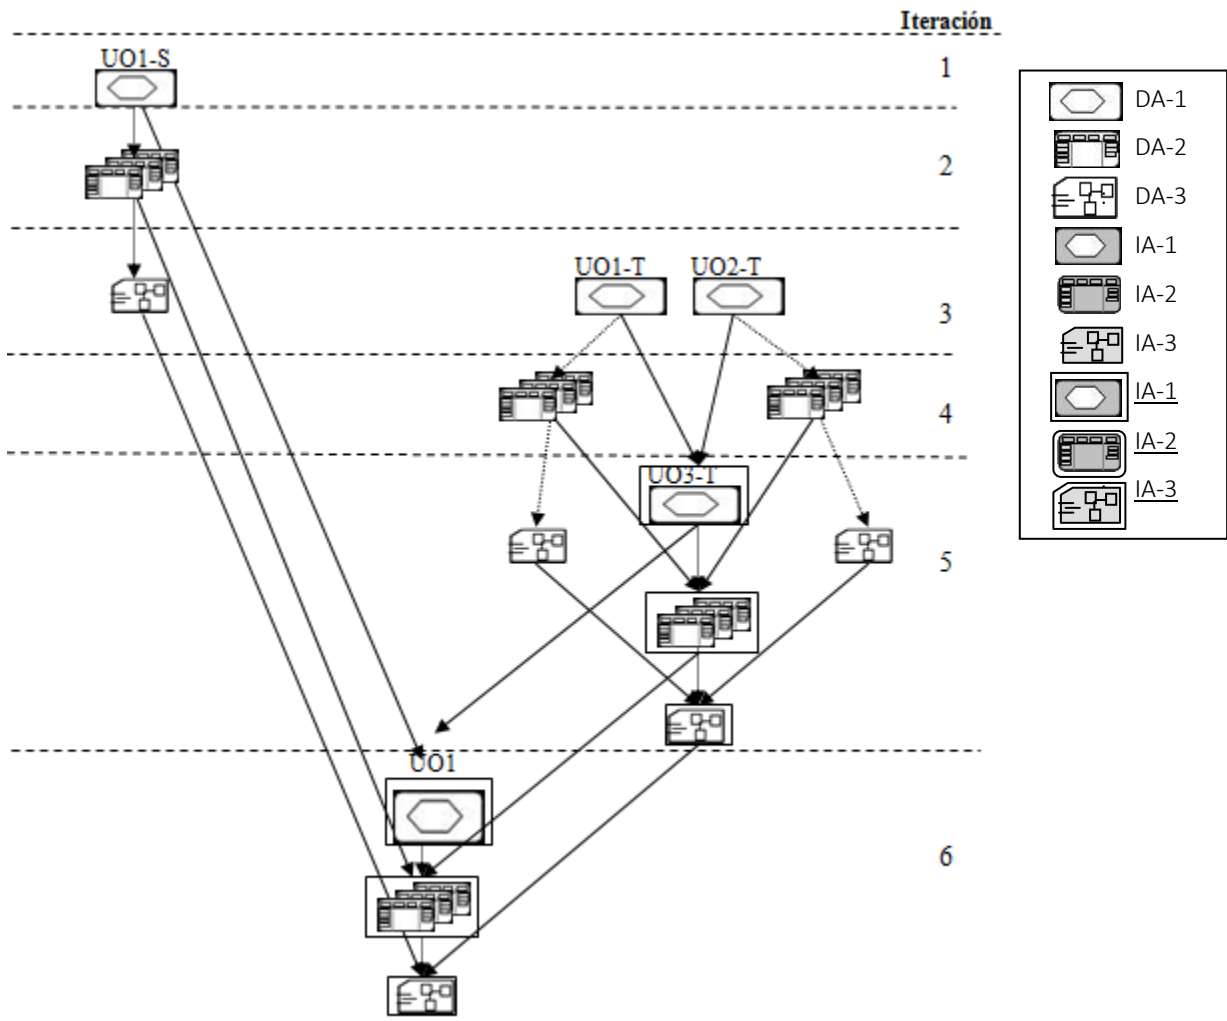 Iteración
UO1-S
1
DA-1
DA-2
2
DA-3
IA-1
UO1-T UO2-T
IA-2
3
IA-3
IA-1
4
IA-2
UO3-T
IA-3
5
UO1
6